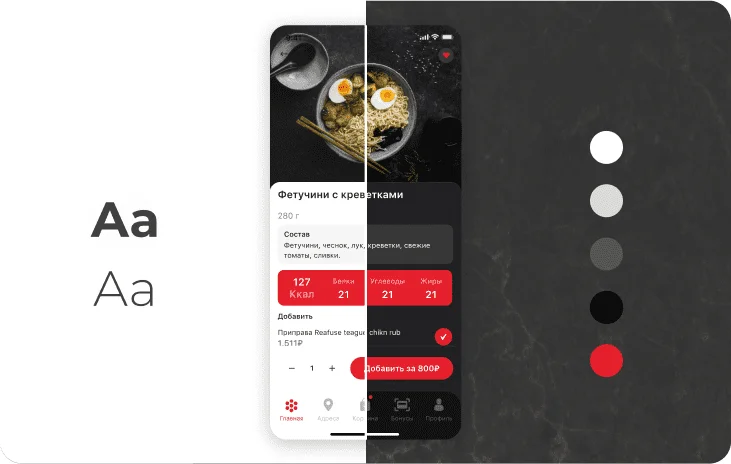 Aa
Aa
9:41
Фетучини с креветками
280 г
Состав
Фетучини, чеснок, лук, креветки, свежие
томаты, сливки.
127 Белки Углеводы Жиры
Ккал 21 21 21
Добавить
Приправа Reafuse teague chikn rub
1.511₽
− 1 + Добавить за 800₽
Главная Адреса Корзина Бонусы Профиль